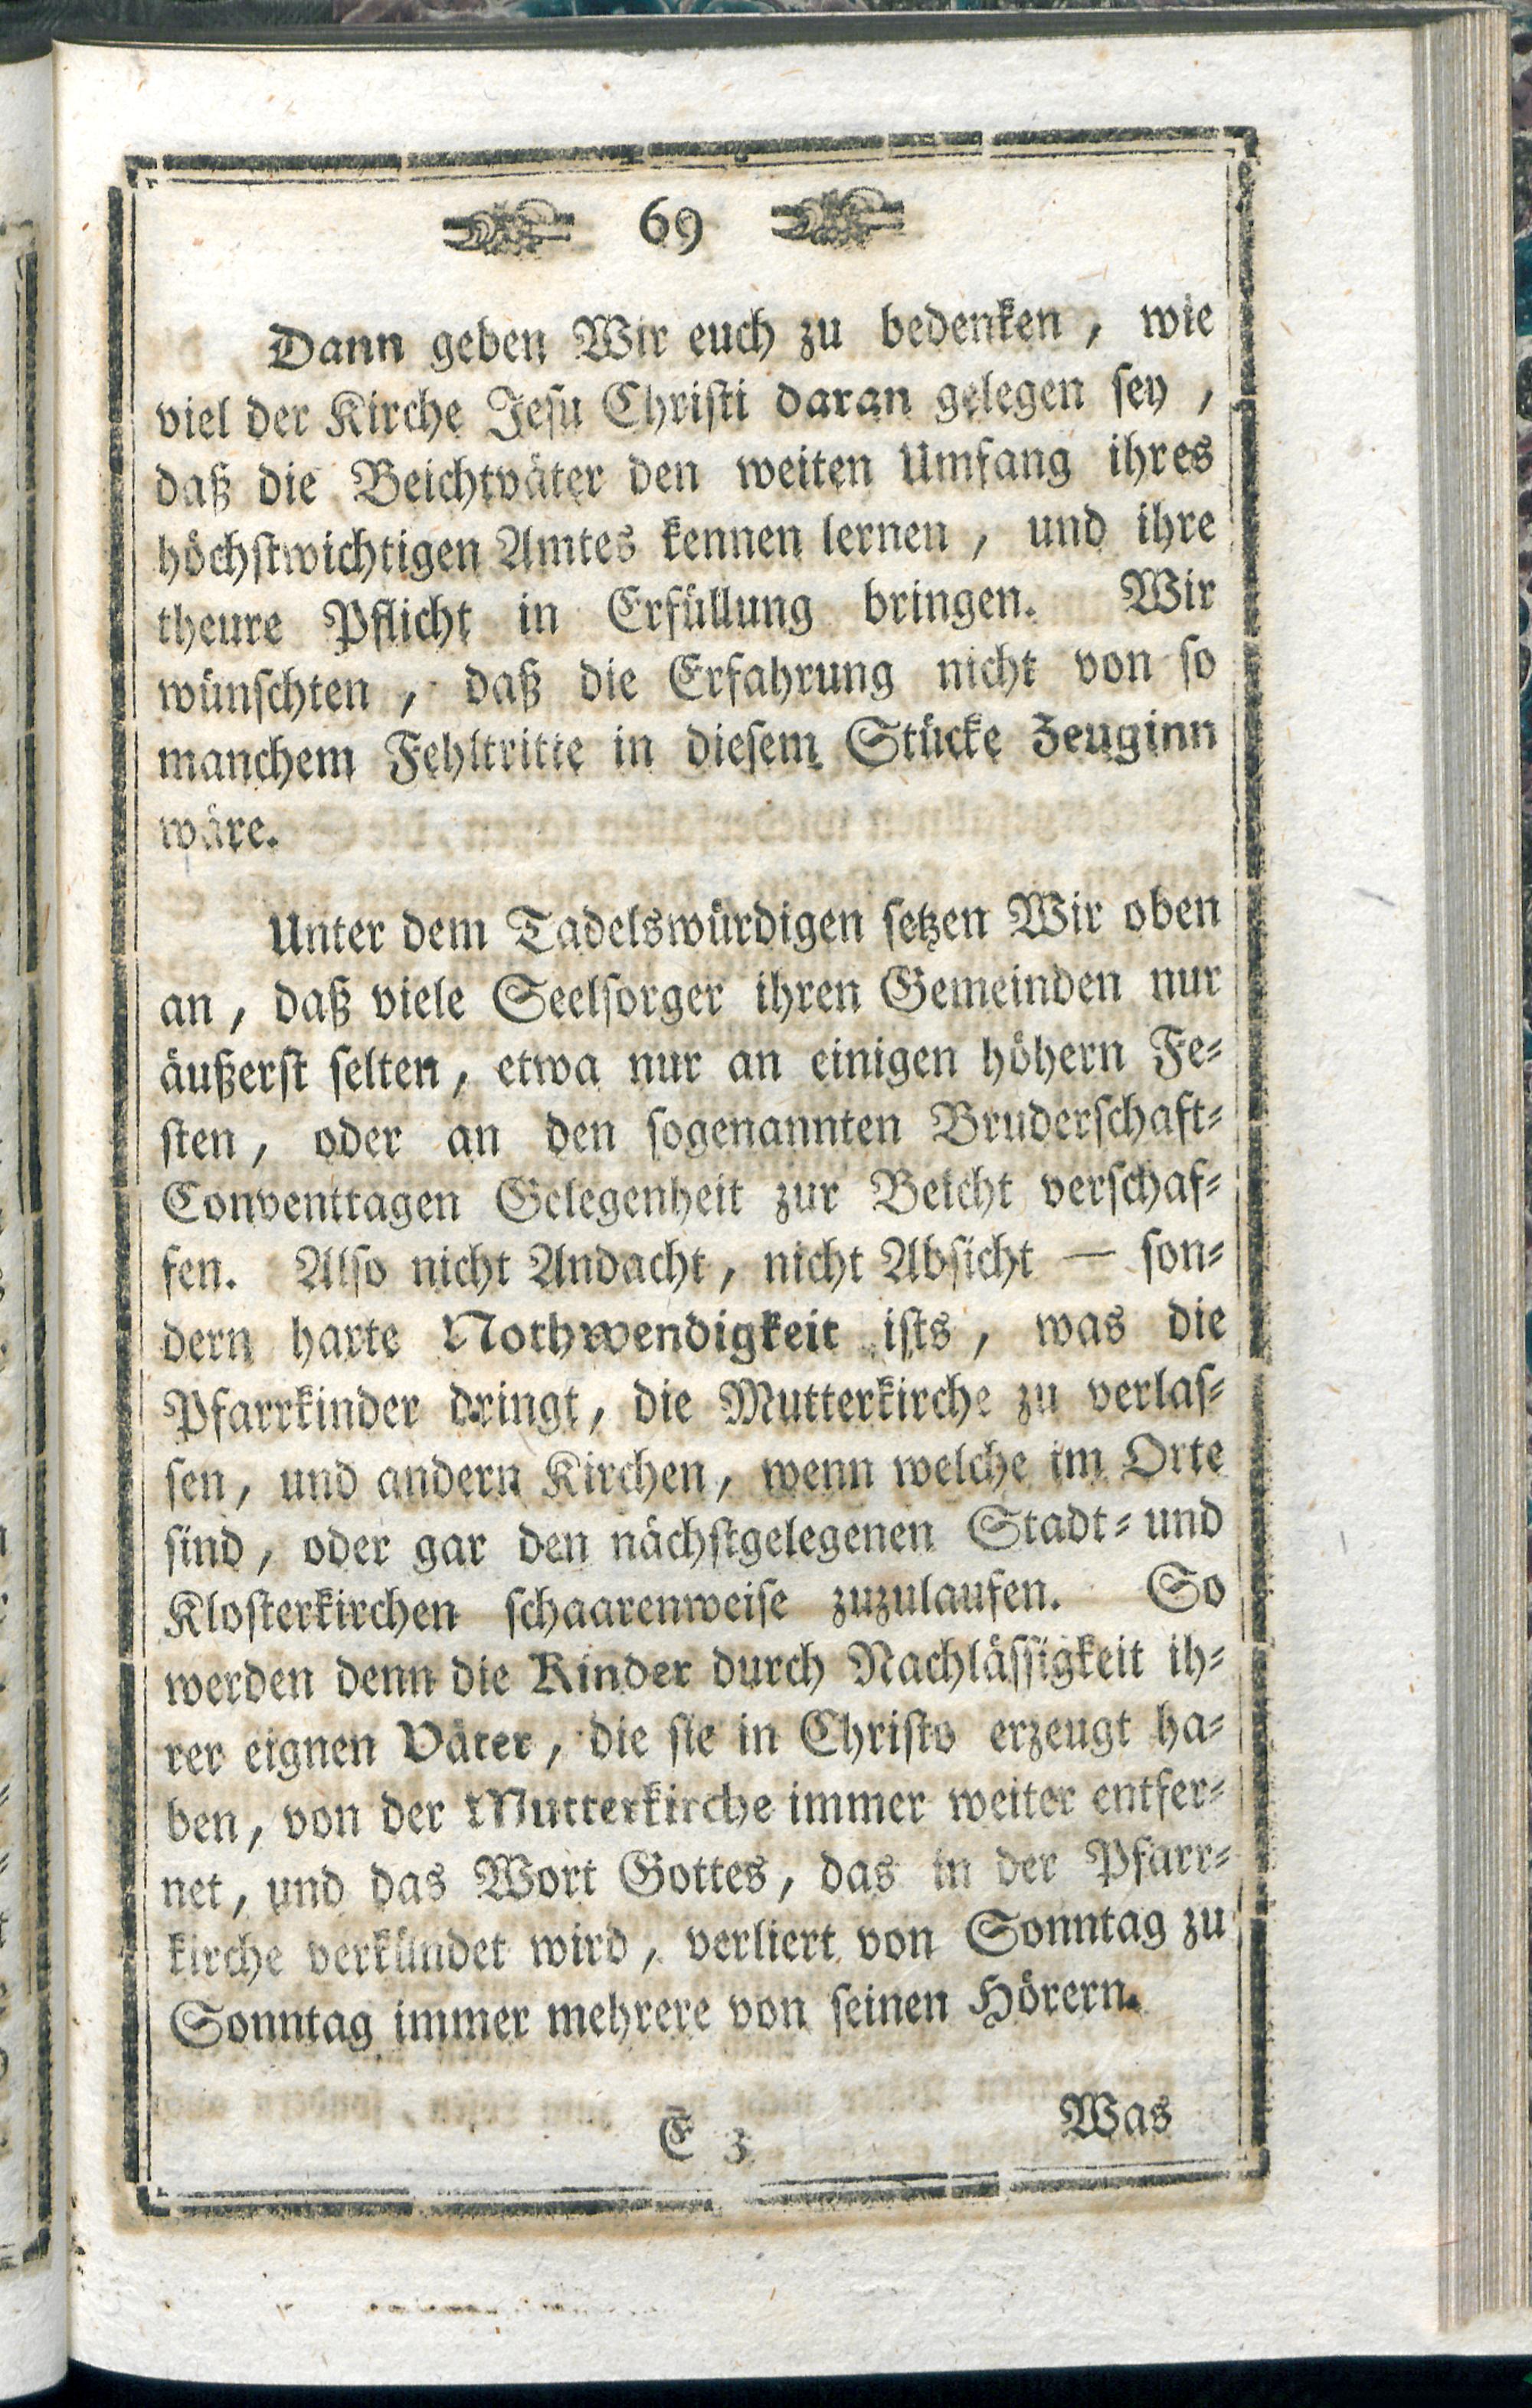 69
Dann geben Wir euch zu bedenken, wie
viel der Kirche Jesu Christi daran gelegen sey,
daß die Beichtväter den weiten Umfang ihres
höchstwichtigen Amtes kennen lernen, und ihre
theure Pflicht in Erfüllung bringen. Wir
wünschten, daß die Erfahrung nicht von so
manchem Fehltritte in diesem Stücke Zeuginn
wäre.
Unter dem Tadelswürdigen setzen Wir oben
an, daß viele Seelsorger ihren Gemeinden nur
äußerst selten, etwa nur an einigen höhern Fe-
sten, oder an den sogenannten Bruderschaft-
Conventtagen Gelegenheit zur Beicht verschaf-
fen. Also nicht Andacht, nicht Absicht — son-
dern harte Nothwendigkeit ists, was die
Pfarrkinder dringt, die Mutterkirche zu verlas-
sen, und andern Kirchen, wenn welche im Orte
sind, oder gar den nächstgelegenen Stadt- und
Klosterkirchen schaarenweise zuzulaufen. So
werden denn die Kinder durch Nachlässigkeit ih-
rer eignen Väter, die sie in Christo erzeugt ha-
ben, von der Mutterkirche immer weiter entfer-
net, und das Wort Gottes, das in der Pfarr-
kirche verkündet wird, verliert von Sonntag zu
Sonntag immer mehrere von seinen Hörern.
E 3 Was